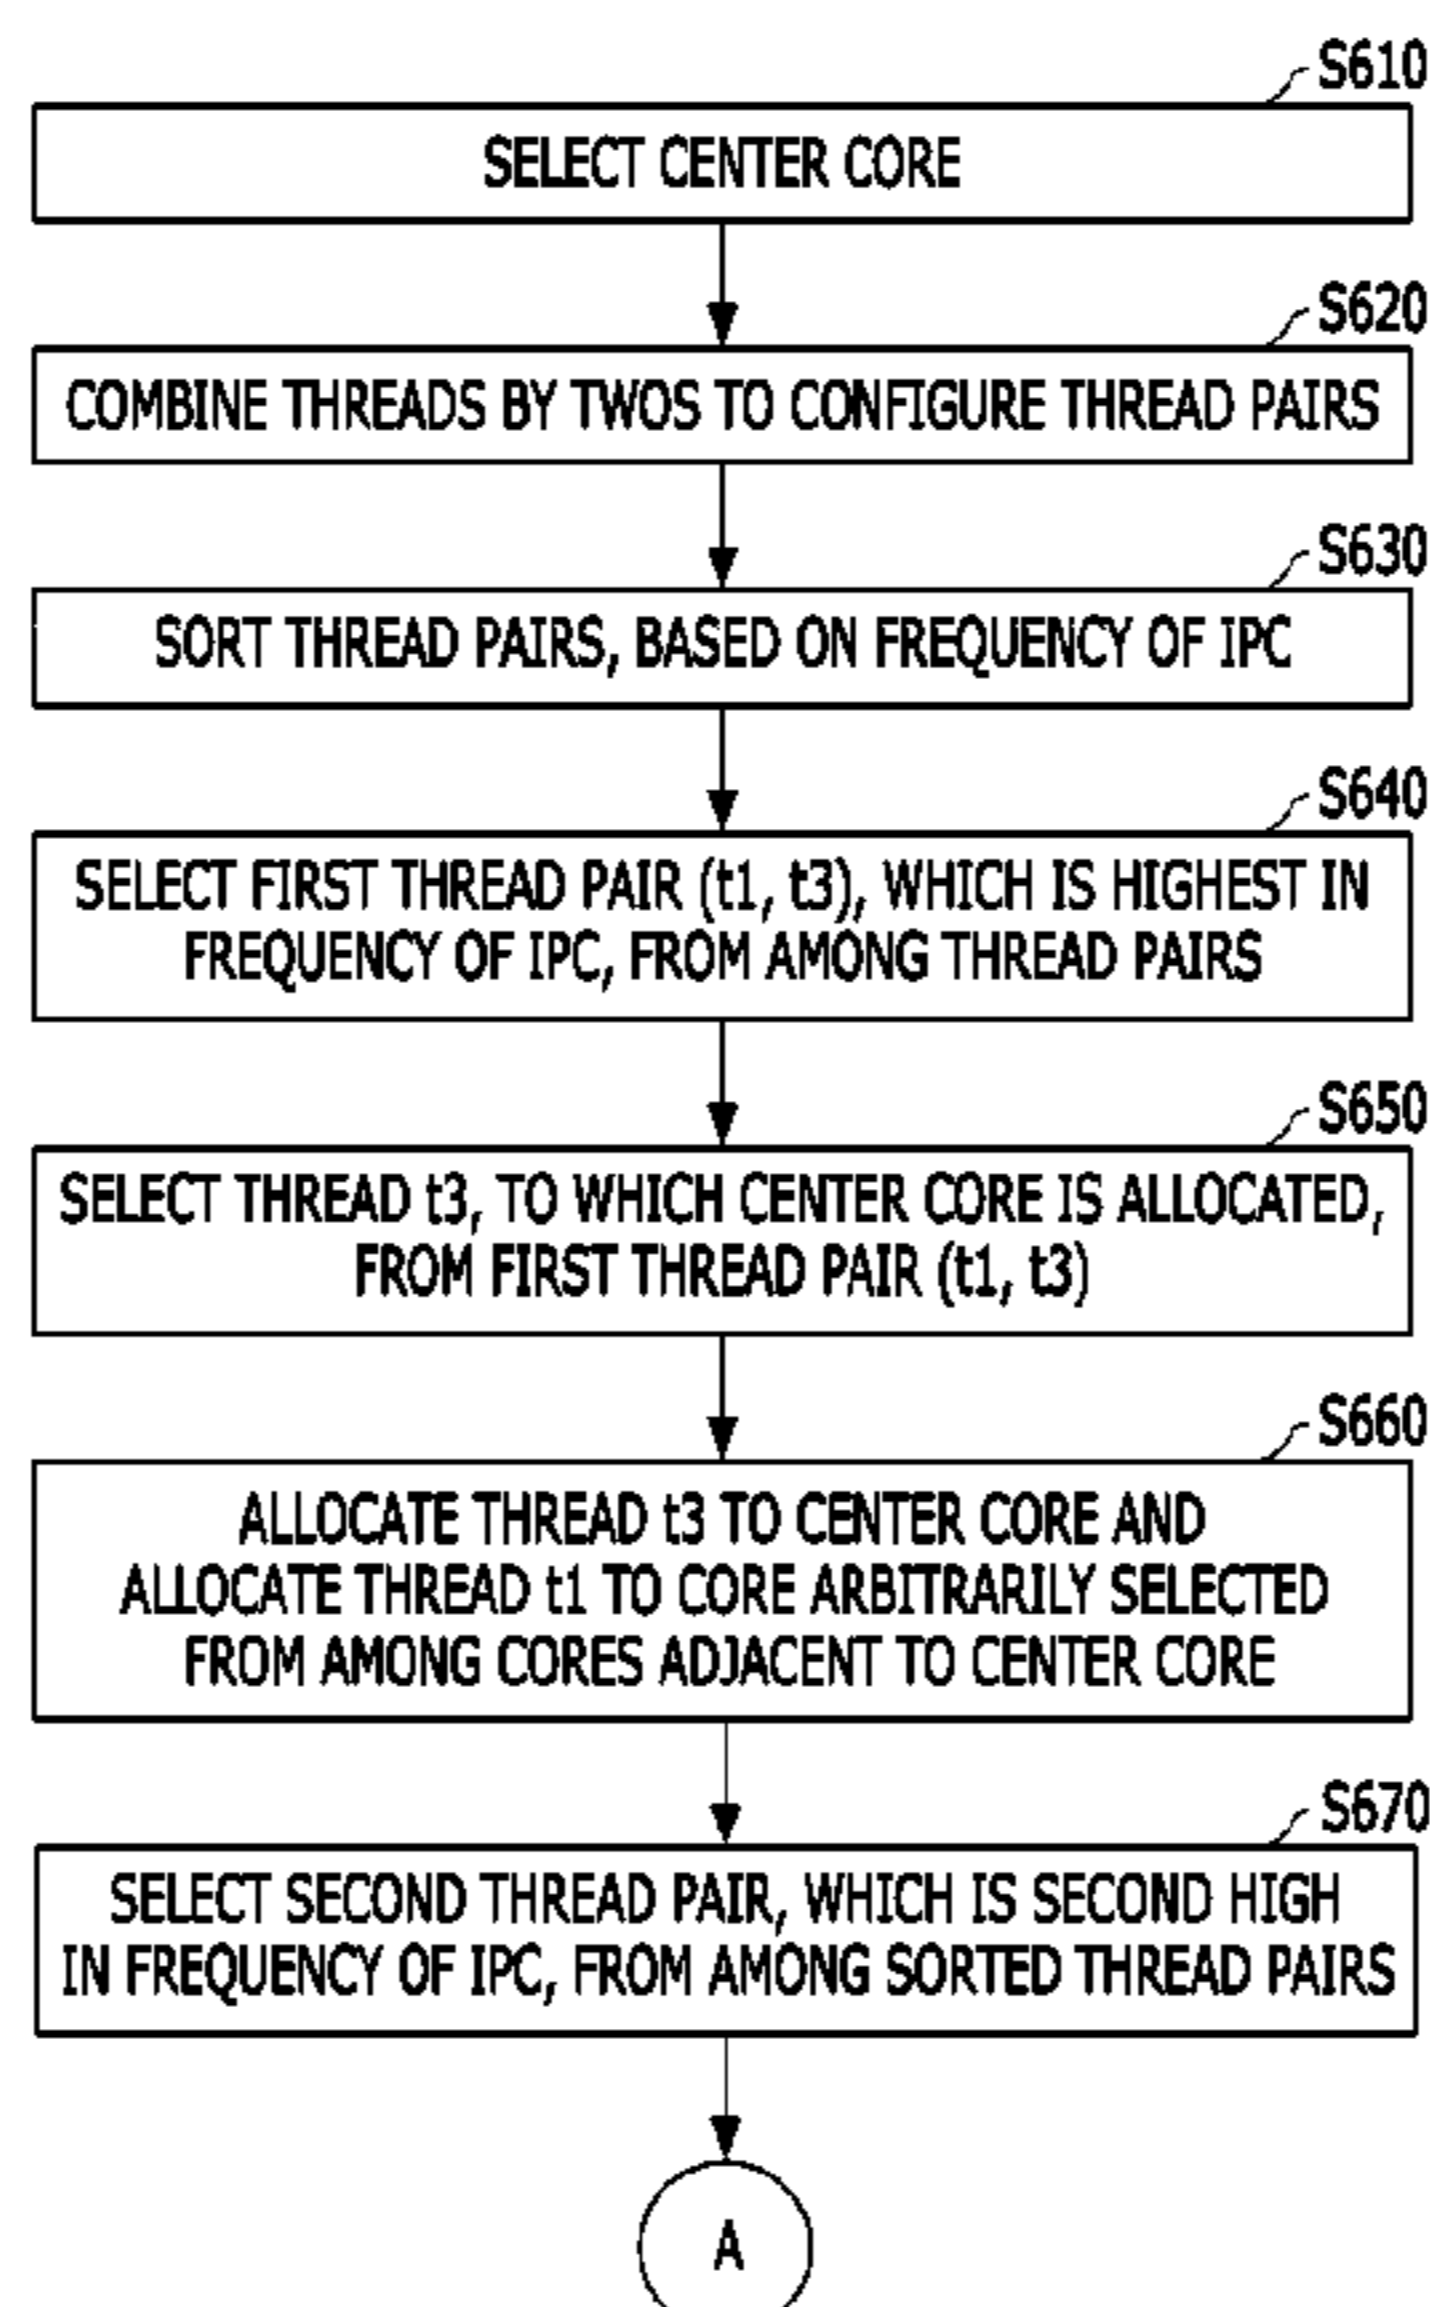 S610
SELECT CENTER CORE
S620
COMBINE THREADS BY TWOS TO CONFIGURE THREAD PAIRS
S630
SORT THREAD PAIRS, BASED ON FREQUENCY OF IPC
S640
SELECT FIRST THREAD PAIR (t1, t3), WHICH IS HIGHEST IN
FREQUENCY OF IPC, FROM AMONG THREAD PAIRS
S650
SELECT THREAD t3, TO WHICH CENTER CORE IS ALLOCATED,
FROM FIRST THREAD PAIR (t1, t3)
S660
ALLOCATE THREAD t3 TO CENTER CORE AND
ALLOCATE THREAD t1 TO CORE ARBITRARILY SELECTED
FROM AMONG CORES ADJACENT TO CENTER CORE
S670
SELECT SECOND THREAD PAIR, WHICH IS SECOND HIGH
IN FREQUENCY OF IPC, FROM AMONG SORTED THREAD PAIRS
A